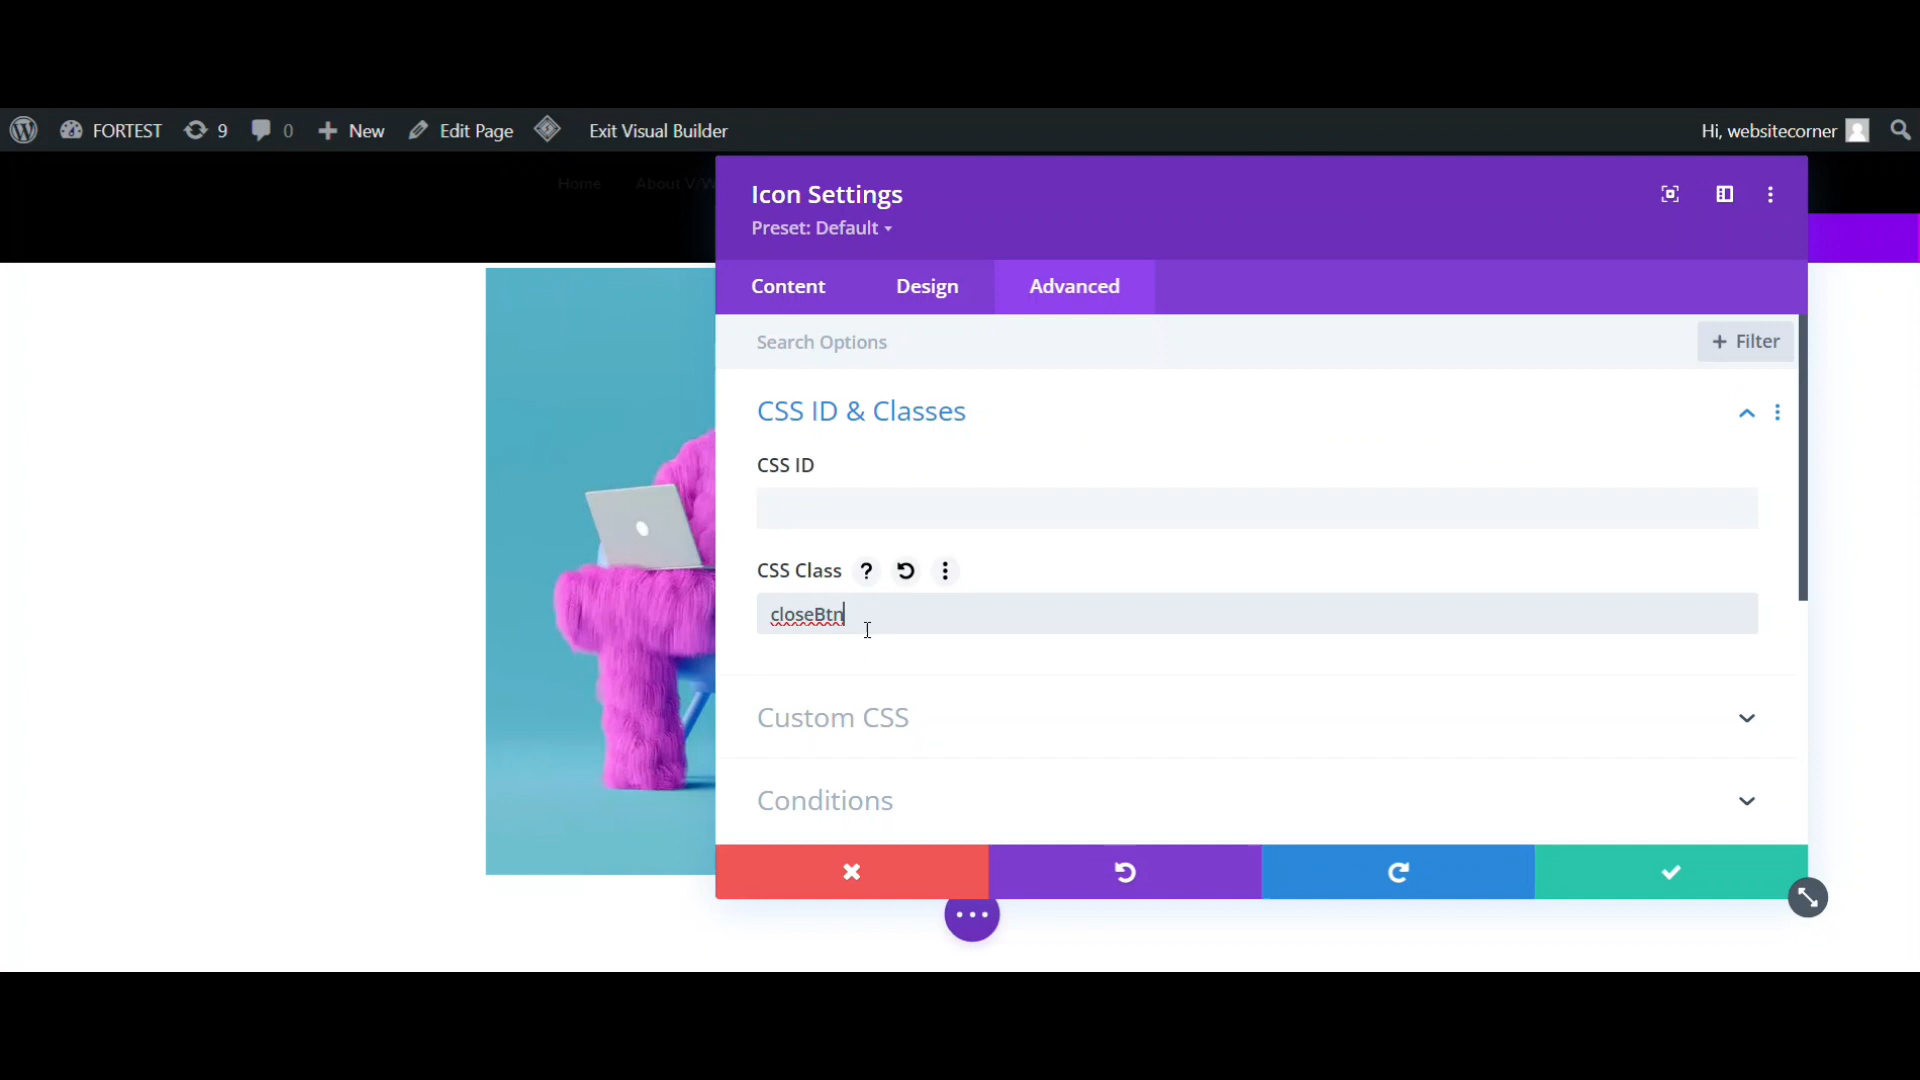 FORTEST 9 0 New Edit Page Exit Visual Builder Hi, websitecorner
Home About V/W
Icon Settings
Preset: Default
Content Design Advanced
Search Options + Filter
CSS ID & Classes
CSS ID
CSS Class ?
closeBtn
Custom CSS
Conditions